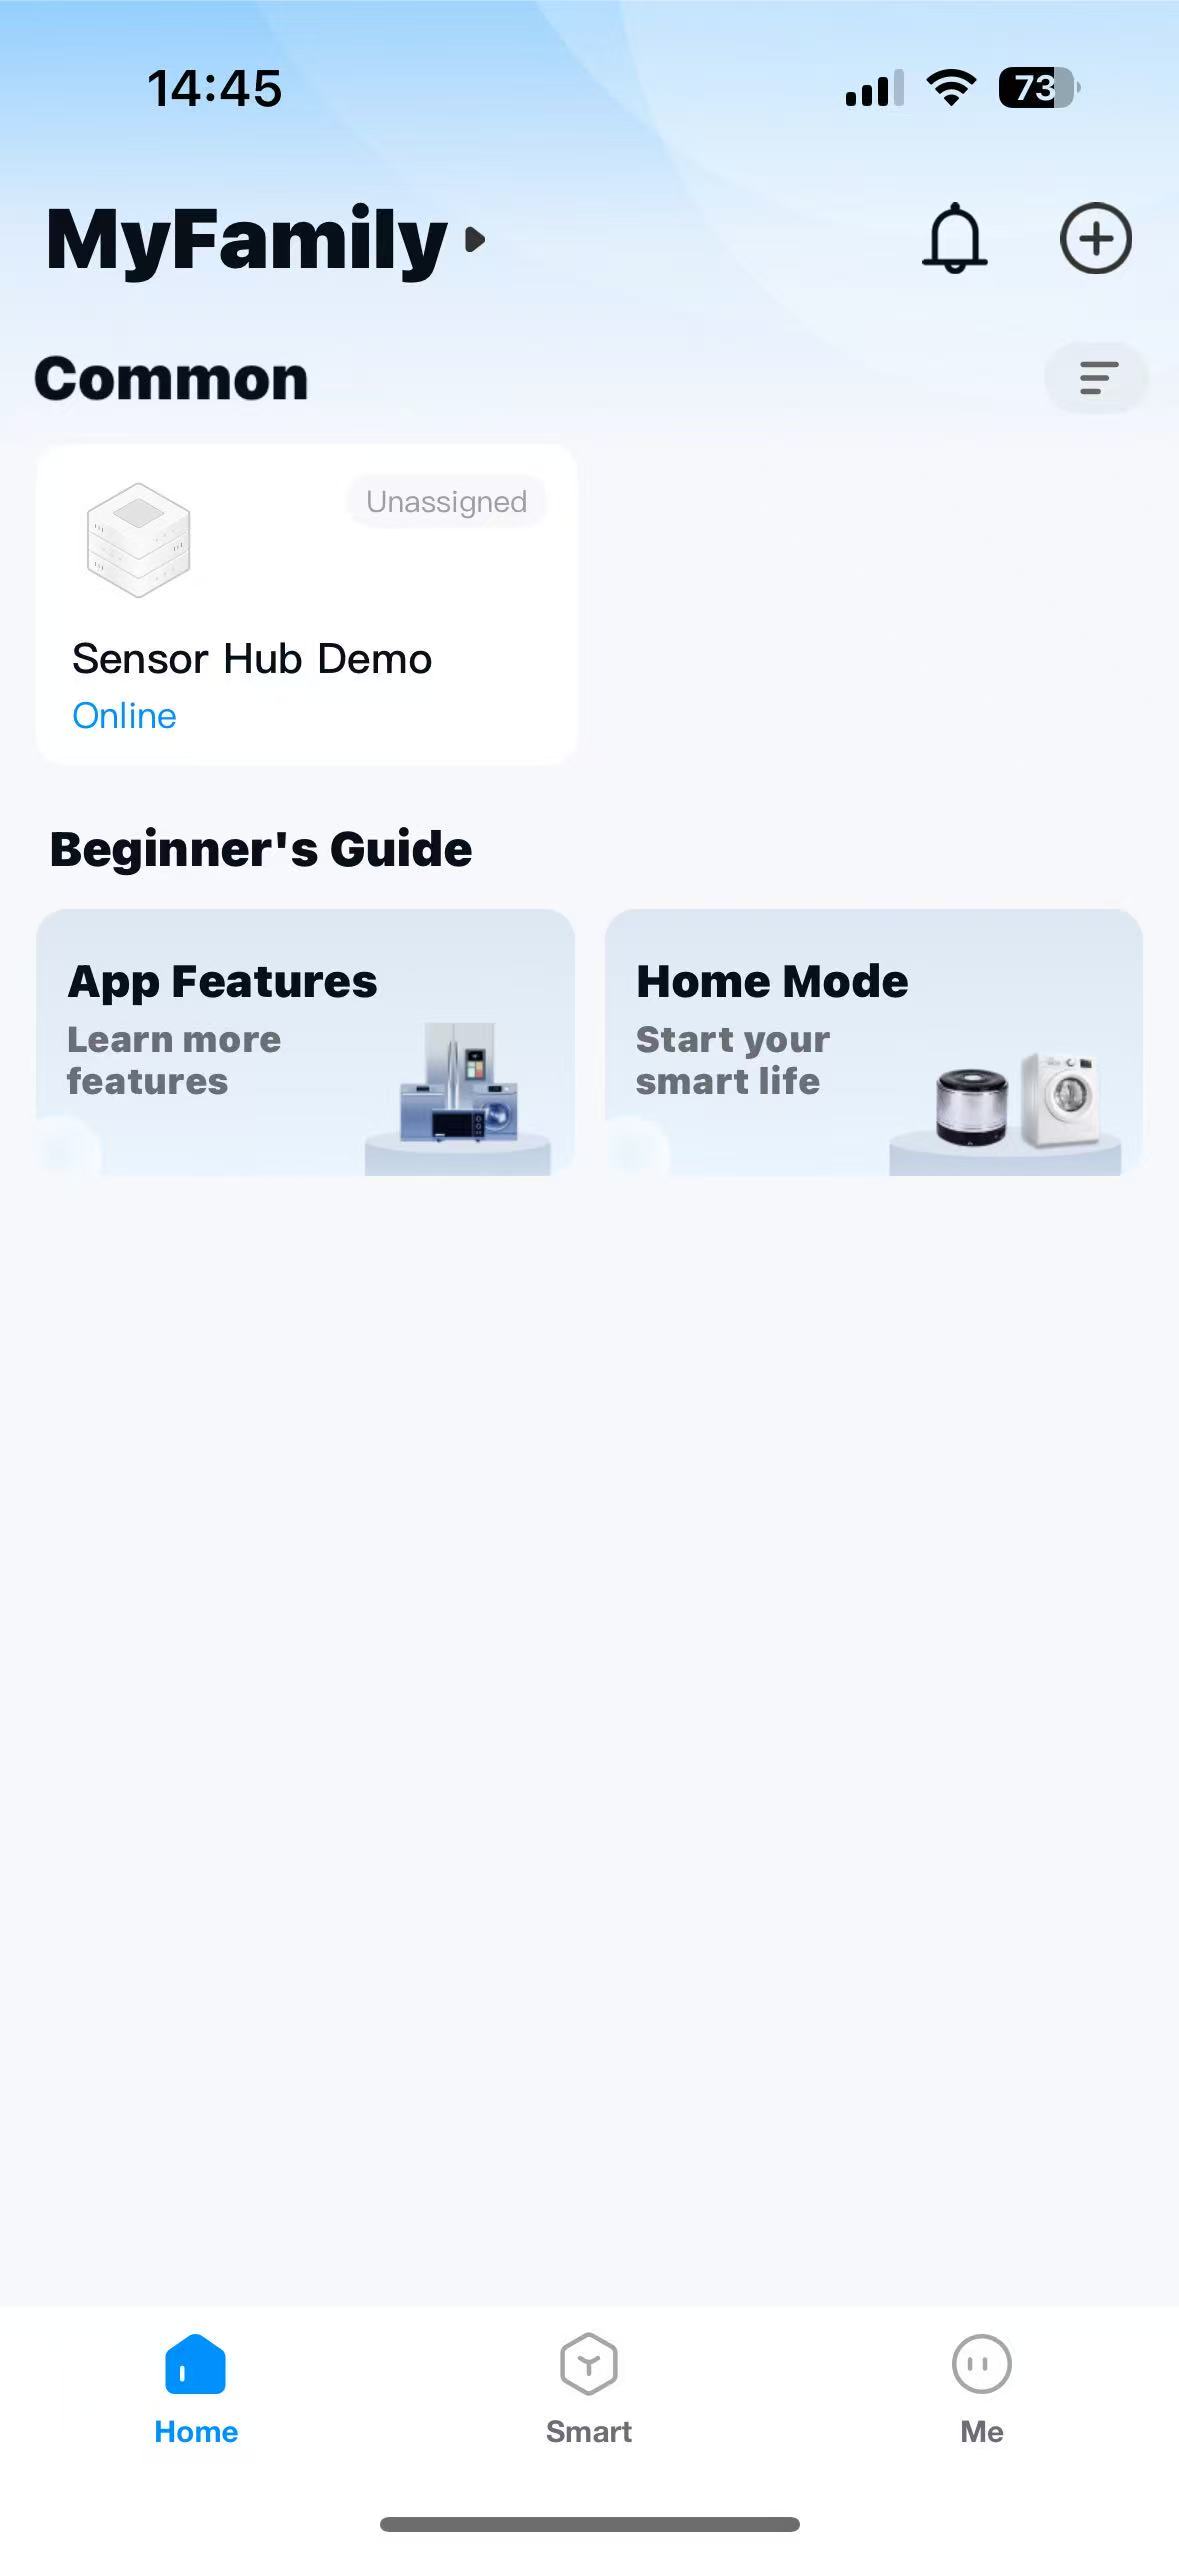 14:45
73
MyFamily
Common
Unassigned
Sensor Hub Demo
Online
Beginner's Guide
App Features
Learn more
features
Home Mode
Start your
smart life
Home
Smart
Me